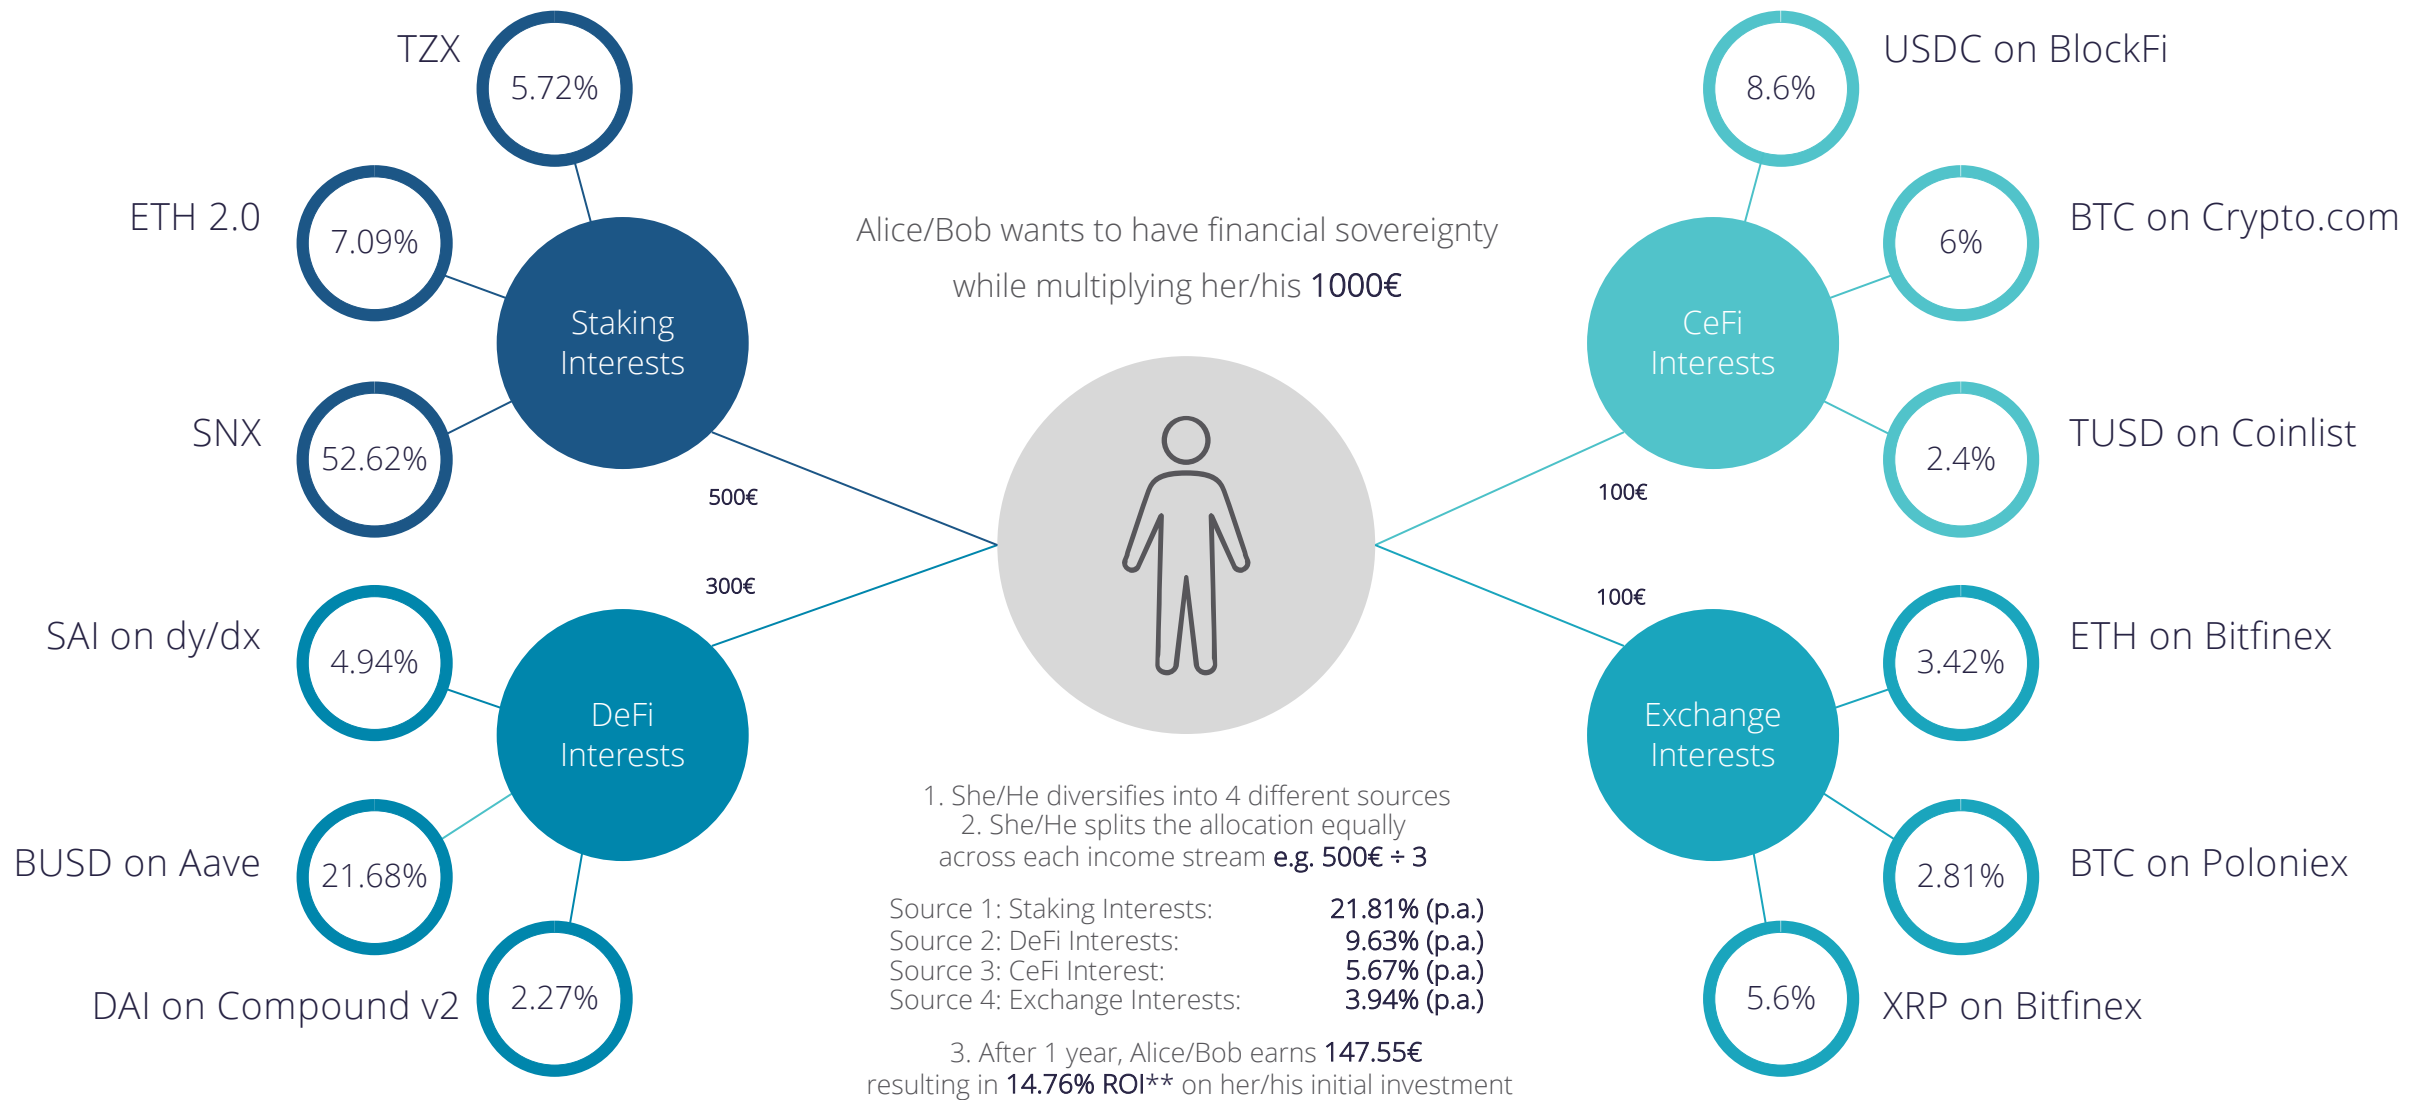 TZX
5.72%
ETH 2.0
7.09%
SNX
52.62%
Staking
Interests
500€
SAI on dy/dx
4.94%
BUSD on Aave
21.68%
DAI on Compound v2
2.27%
DeFi
Interests
300€
Alice/Bob wants to have financial sovereignty
while multiplying her/his 1000€
1. She/He diversifies into 4 different sources
2. She/He splits the allocation equally
across each income stream e.g. 500€ ÷ 3
Source 1: Staking Interests: 21.81% (p.a.)
Source 2: DeFi Interests: 9.63% (p.a.)
Source 3: CeFi Interest: 5.67% (p.a.)
Source 4: Exchange Interests: 3.94% (p.a.)
3. After 1 year, Alice/Bob earns 147.55€
resulting in 14.76% ROI** on her/his initial investment
USDC on BlockFi
8.6%
BTC on Crypto.com
6%
TUSD on Coinlist
2.4%
CeFi
Interests
100€
ETH on Bitfinex
3.42%
BTC on Poloniex
2.81%
XRP on Bitfinex
5.6%
Exchange
Interests
100€